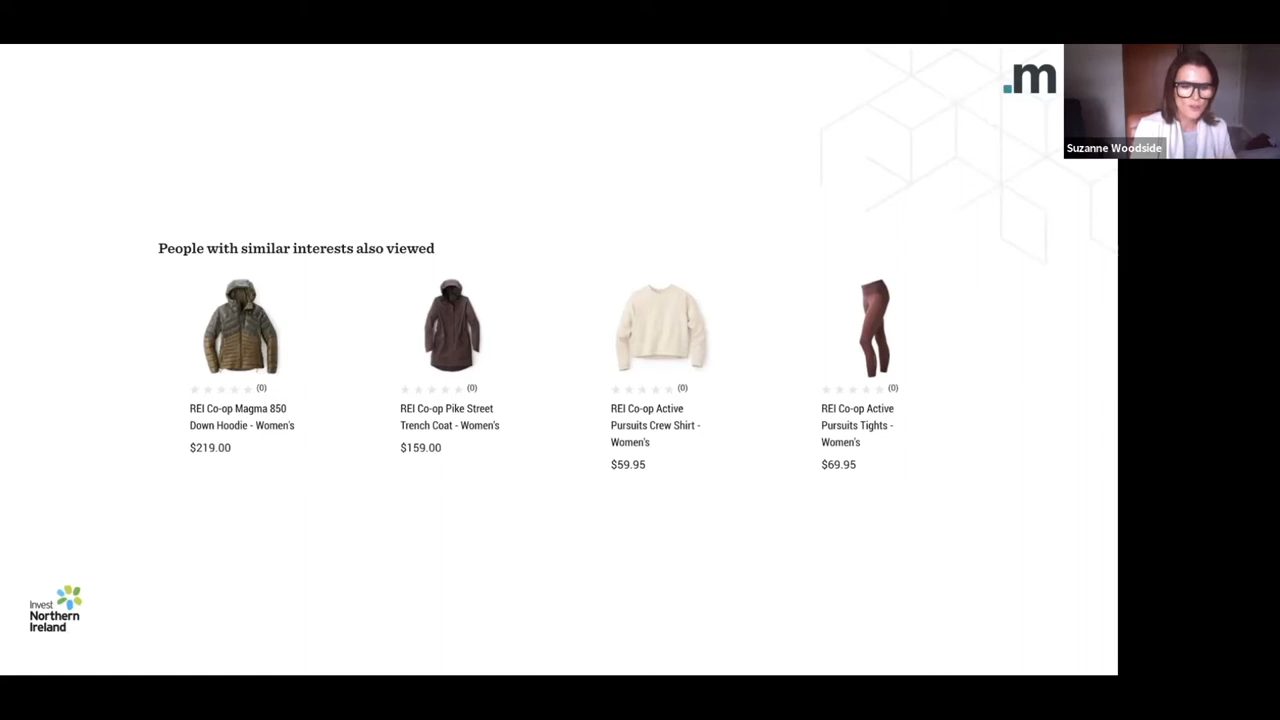 .m
Suzanne Woodside
People with similar interests also viewed
(0)
(0)
(0)
(0)
REI Co-op Magma 850
Down Hoodie - Women's
$219.00
REI Co-op Pike Street
Trench Coat - Women's
$159.00
REI Co-op Active
Pursuits Crew Shirt -
Women's
$59.95
REI Co-op Active
Pursuits Tights -
Women's
$69.95
Invest
Northern
Ireland